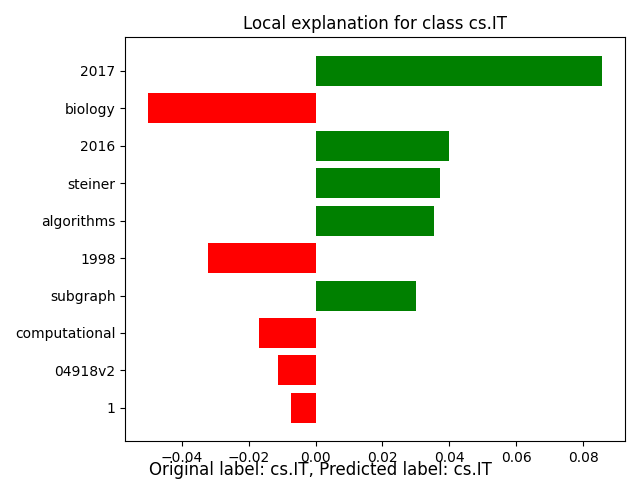 Local explanation for class cs.IT
2017
biology
2016
steiner
algorithms
1998
subgraph
computational
04918v2
1
−0.04 −0.02 0.00 0.02 0.04 0.06 0.08
Original label: cs.IT, Predicted label: cs.IT